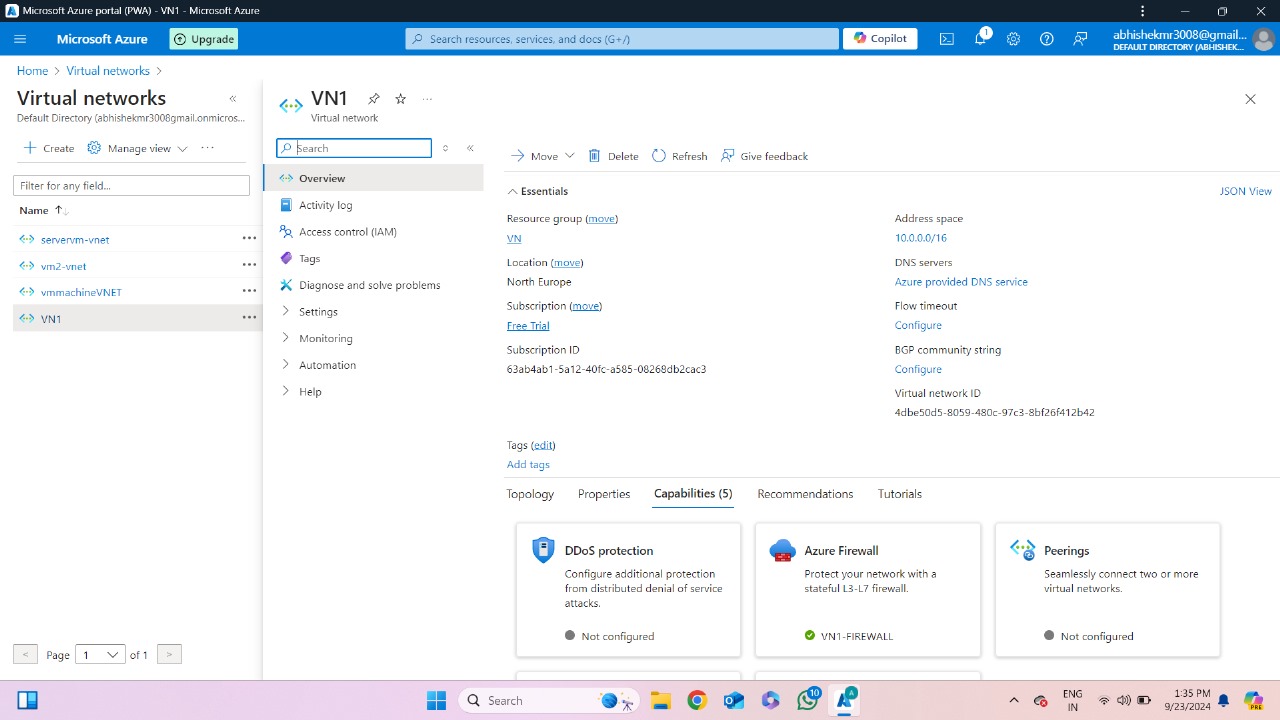 Microsoft Azure portal (PWA) - VN1 - Microsoft Azure
Microsoft Azure
Upgrade
Search resources, services, and docs (G+/)
Copilot
1
abhishekmr3008@gmail...
DEFAULT DIRECTORY (ABHISHEK...
Home > Virtual networks >
Virtual networks
Default Directory (abhishekmr3008gmail.onmicros...
Create
Manage view
Filter for any field...
Name
servervm-vnet
vm2-vnet
vmmachineVNET
VN1
< Page 1 of 1 >
VN1
Virtual network
Search
Overview
Activity log
Access control (IAM)
Tags
Diagnose and solve problems
Settings
Monitoring
Automation
Help
Move
Delete
Refresh
Give feedback
Essentials
JSON View
Resource group (move)
VN
Location (move)
North Europe
Subscription (move)
Free Trial
Subscription ID
63ab4ab1-5a12-40fc-a585-08268db2cac3
Address space
10.0.0.0/16
DNS servers
Azure provided DNS service
Flow timeout
Configure
BGP community string
Configure
Virtual network ID
4dbe50d5-8059-480c-97c3-8bf26f412b42
Tags (edit)
Add tags
Topology
Properties
Capabilities (5)
Recommendations
Tutorials
DDoS protection
Configure additional protection
from distributed denial of service
attacks.
Not configured
Azure Firewall
Protect your network with a
stateful L3-L7 firewall.
VN1-FIREWALL
Peerings
Seamlessly connect two or more
virtual networks.
Not configured
Search
10
A
ENG
IN
1:35 PM
9/23/2024
PRE